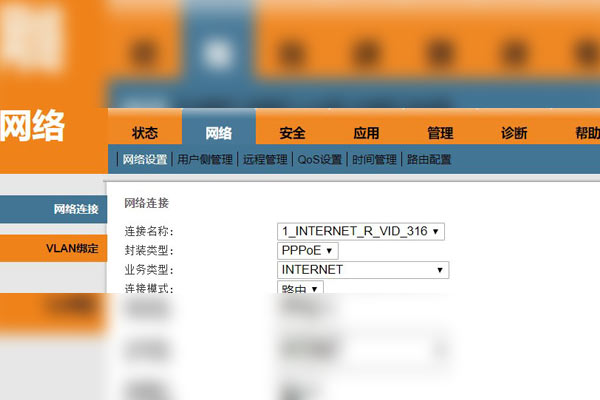 网络
状态 网络 安全 应用 管理 诊断 帮助
网络设置 用户侧管理 远程管理 QoS设置 时间管理 路由配置
网络连接
VLAN绑定
网络连接
连接名称: 1_INTERNET_R_VID_316
封装类型: PPPoE
业务类型: INTERNET
连接模式: 路由